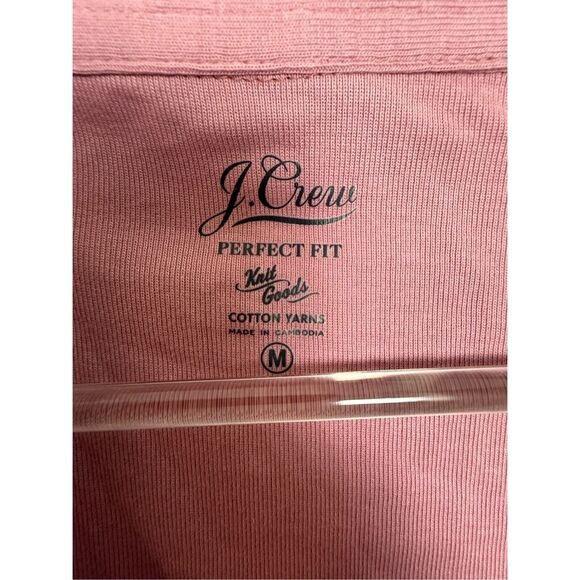 J.Crew
PERFECT FIT
Knit
Goods
COTTON YARNS
MADE IN CAMBODIA
M